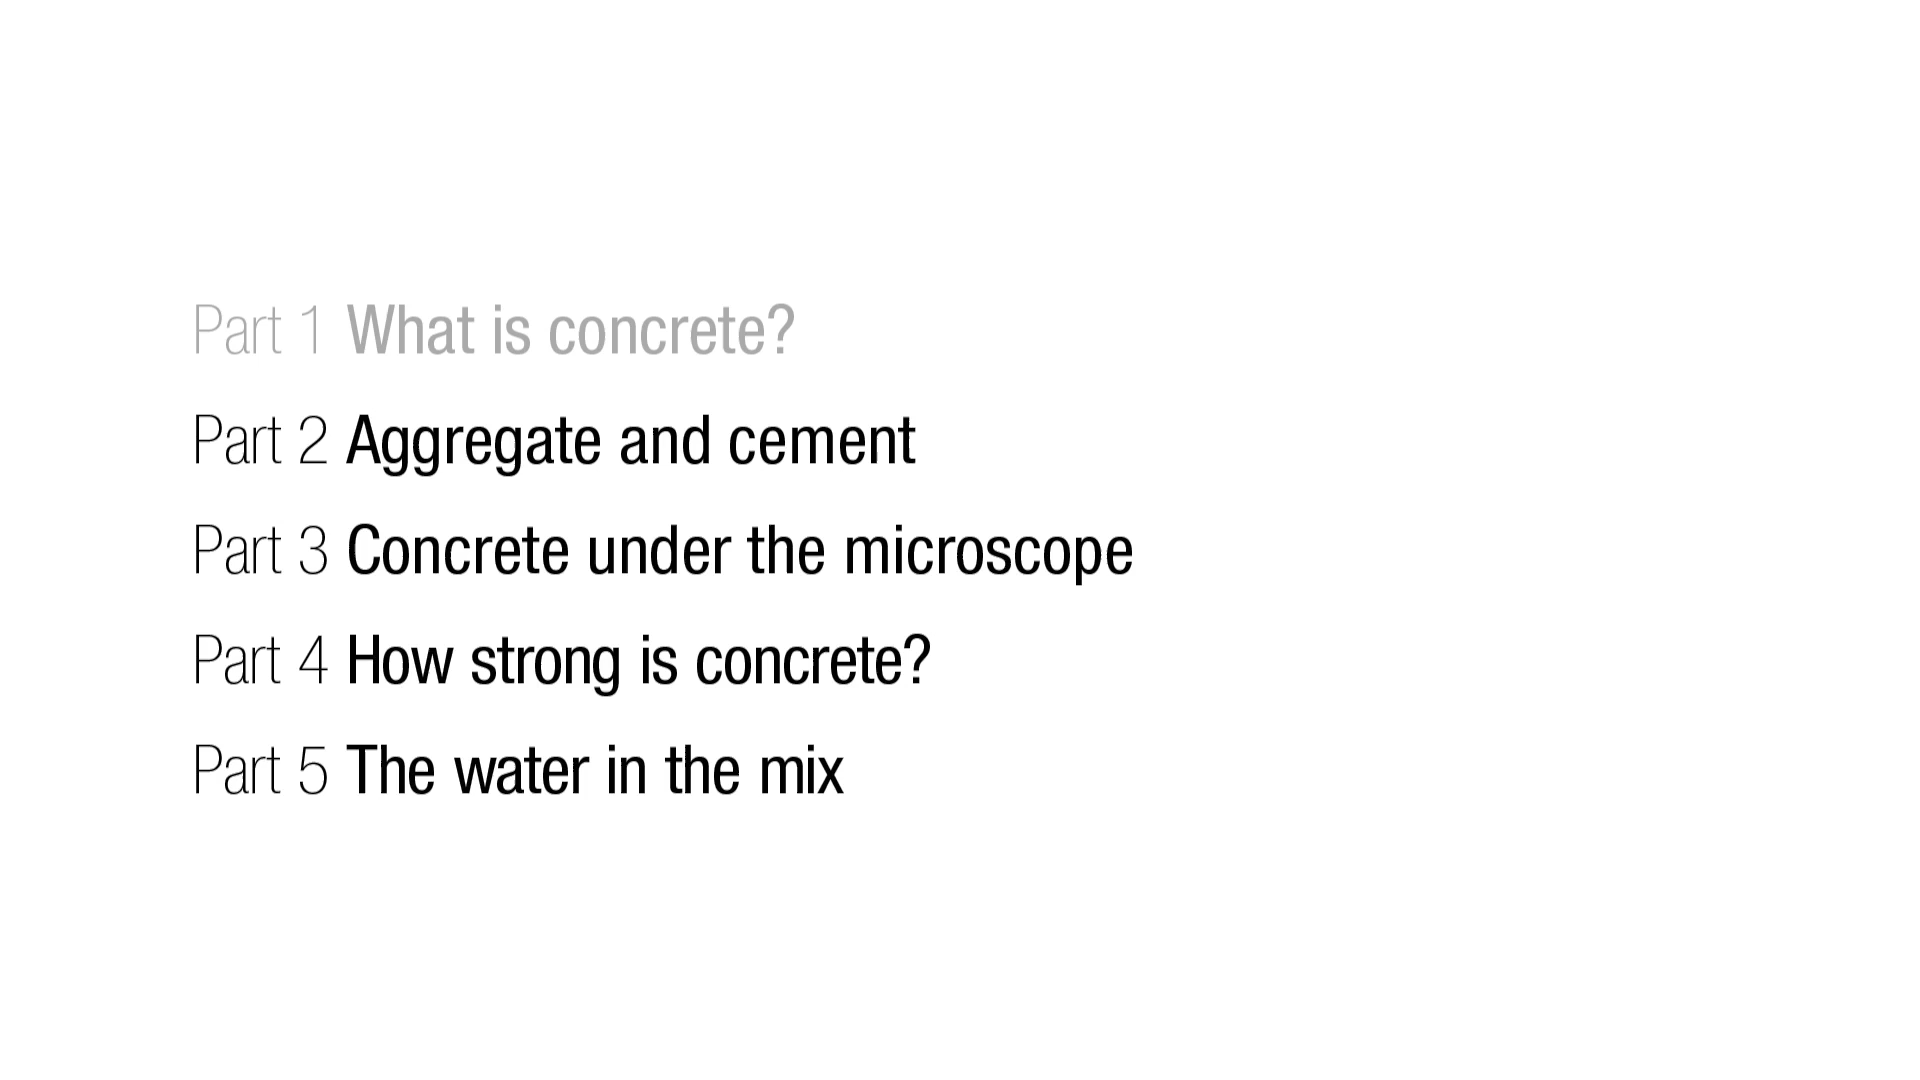 Part 1 What is concrete?
Part 2 Aggregate and cement
Part 3 Concrete under the microscope
Part 4 How strong is concrete?
Part 5 The water in the mix